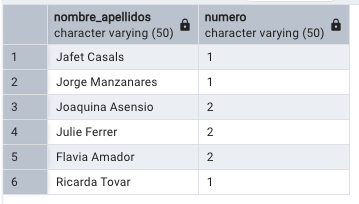 nombre_apellidos numero
character varying (50) character varying (50)
1 Jafet Casals 1
2 Jorge Manzanares 1
3 Joaquina Asensio 2
4 Julie Ferrer 2
5 Flavia Amador 2
6 Ricarda Tovar 1